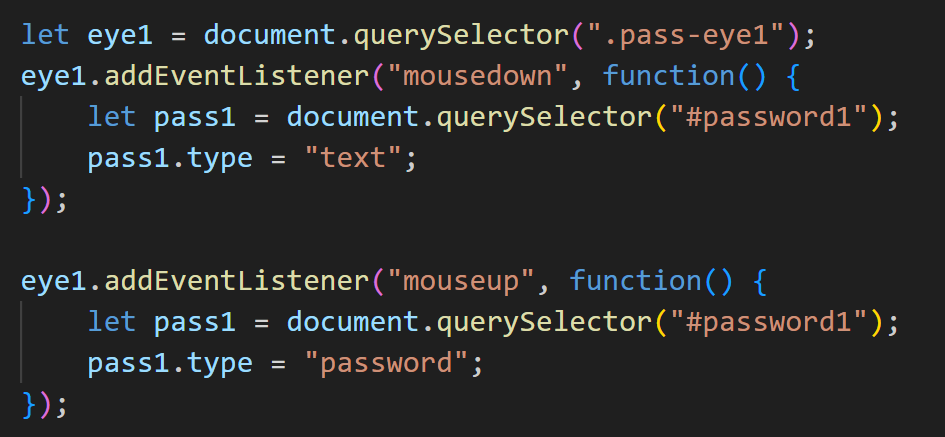 let eye1 = document.querySelector(".pass-eye1");
eye1.addEventListener("mousedown", function() {
    let pass1 = document.querySelector("#password1");
    pass1.type = "text";
});

eye1.addEventListener("mouseup", function() {
    let pass1 = document.querySelector("#password1");
    pass1.type = "password";
});